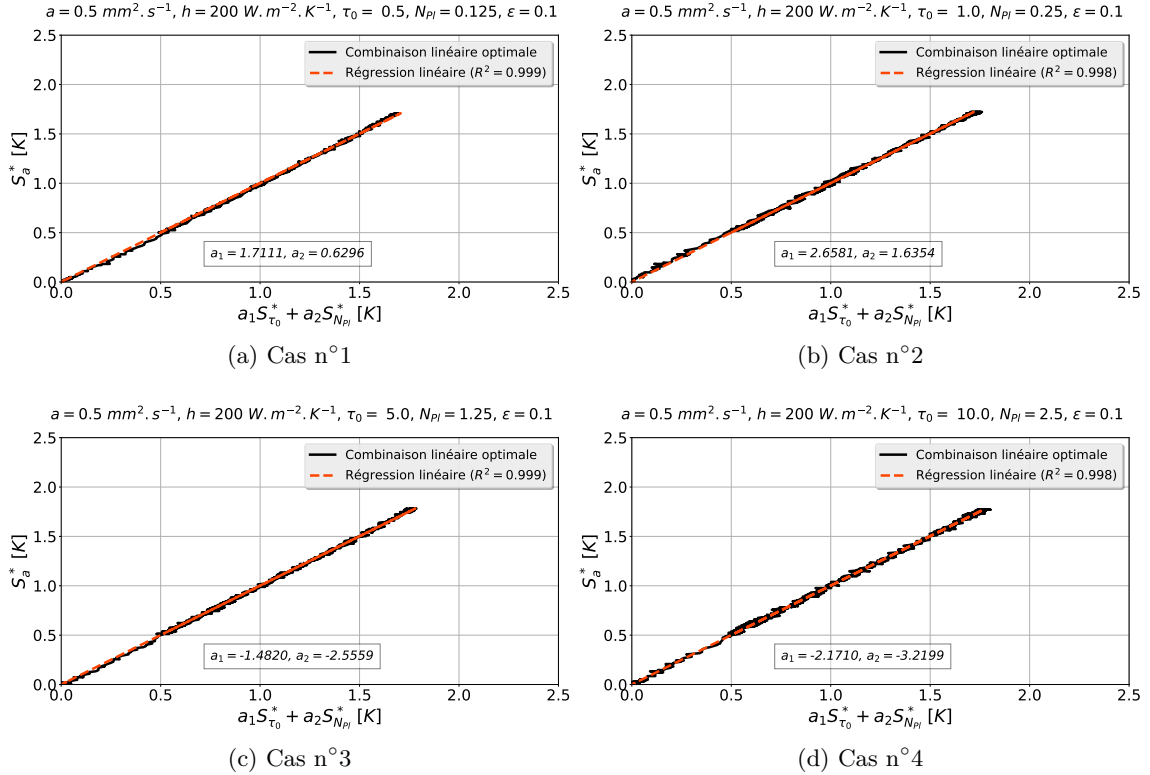 a = 0.5 mm².s⁻¹, h = 200 W.m⁻².K⁻¹, τ₀ = 0.5, N_Pl = 0.125, ε = 0.1
2.5
2.0
1.5
1.0
0.5
0.0
S*ₐ [K]
Combinaison linéaire optimale
Régression linéaire (R² = 0.999)
a₁ = 1.7111, a₂ = 0.6296
0.0 0.5 1.0 1.5 2.0 2.5
a₁S*_τ₀ + a₂S*_N_Pl [K]
(a) Cas n°1
a = 0.5 mm².s⁻¹, h = 200 W.m⁻².K⁻¹, τ₀ = 1.0, N_Pl = 0.25, ε = 0.1
2.5
2.0
1.5
1.0
0.5
0.0
S*ₐ [K]
Combinaison linéaire optimale
Régression linéaire (R² = 0.998)
a₁ = 2.6581, a₂ = 1.6354
0.0 0.5 1.0 1.5 2.0 2.5
a₁S*_τ₀ + a₂S*_N_Pl [K]
(b) Cas n°2
a = 0.5 mm².s⁻¹, h = 200 W.m⁻².K⁻¹, τ₀ = 5.0, N_Pl = 1.25, ε = 0.1
2.5
2.0
1.5
1.0
0.5
0.0
S*ₐ [K]
Combinaison linéaire optimale
Régression linéaire (R² = 0.999)
a₁ = -1.4820, a₂ = -2.5559
0.0 0.5 1.0 1.5 2.0 2.5
a₁S*_τ₀ + a₂S*_N_Pl [K]
(c) Cas n°3
a = 0.5 mm².s⁻¹, h = 200 W.m⁻².K⁻¹, τ₀ = 10.0, N_Pl = 2.5, ε = 0.1
2.5
2.0
1.5
1.0
0.5
0.0
S*ₐ [K]
Combinaison linéaire optimale
Régression linéaire (R² = 0.998)
a₁ = -2.1710, a₂ = -3.2199
0.0 0.5 1.0 1.5 2.0 2.5
a₁S*_τ₀ + a₂S*_N_Pl [K]
(d) Cas n°4